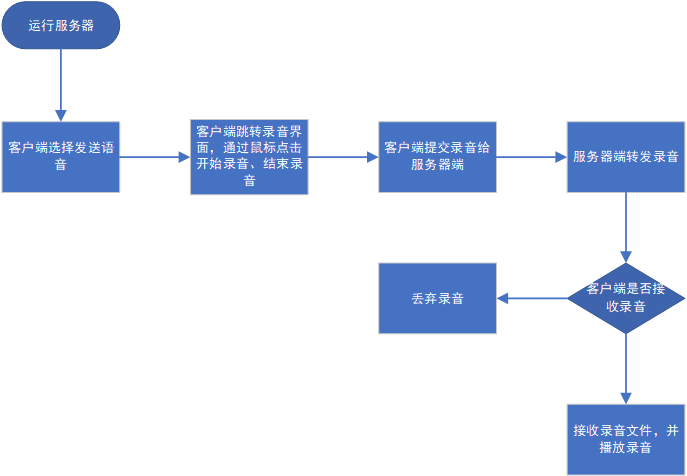 运行服务器
客户端选择发送语
音
客户端跳转录音界
面，通过鼠标点击
开始录音、结束录
音
客户端提交录音给
服务器端
服务器端转发录音
客户端是否接
收录音
丢弃录音
接收录音文件，并
播放录音